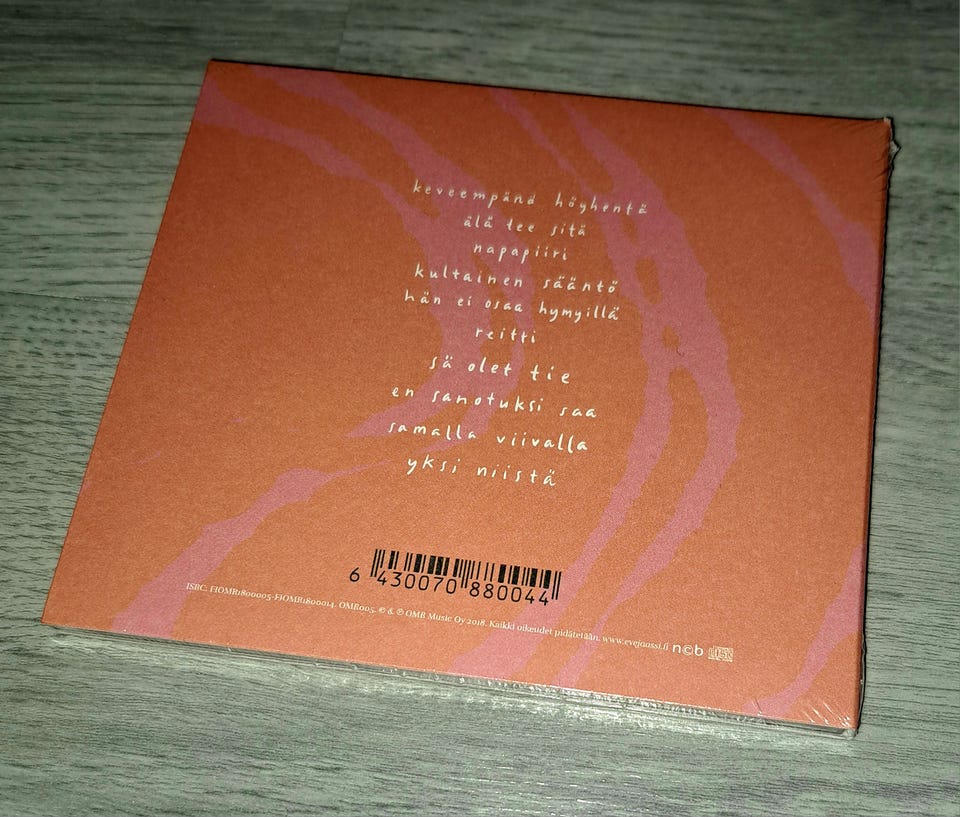 keveempänä höyhentä
älä tee sitä
napapiiri
kultainen sääntö
hän ei osaa hymyillä
reitti
sä olet tie
en sanotuksi saa
samalla viivalla
yksi niistä
6 430070 880044
ISRC: FIOMB1800005-FIOMB1800014. OMB005. © & ℗ OMB Music Oy 2018. Kaikki oikeudet pidätetään. www.evejaossi.fi n©b